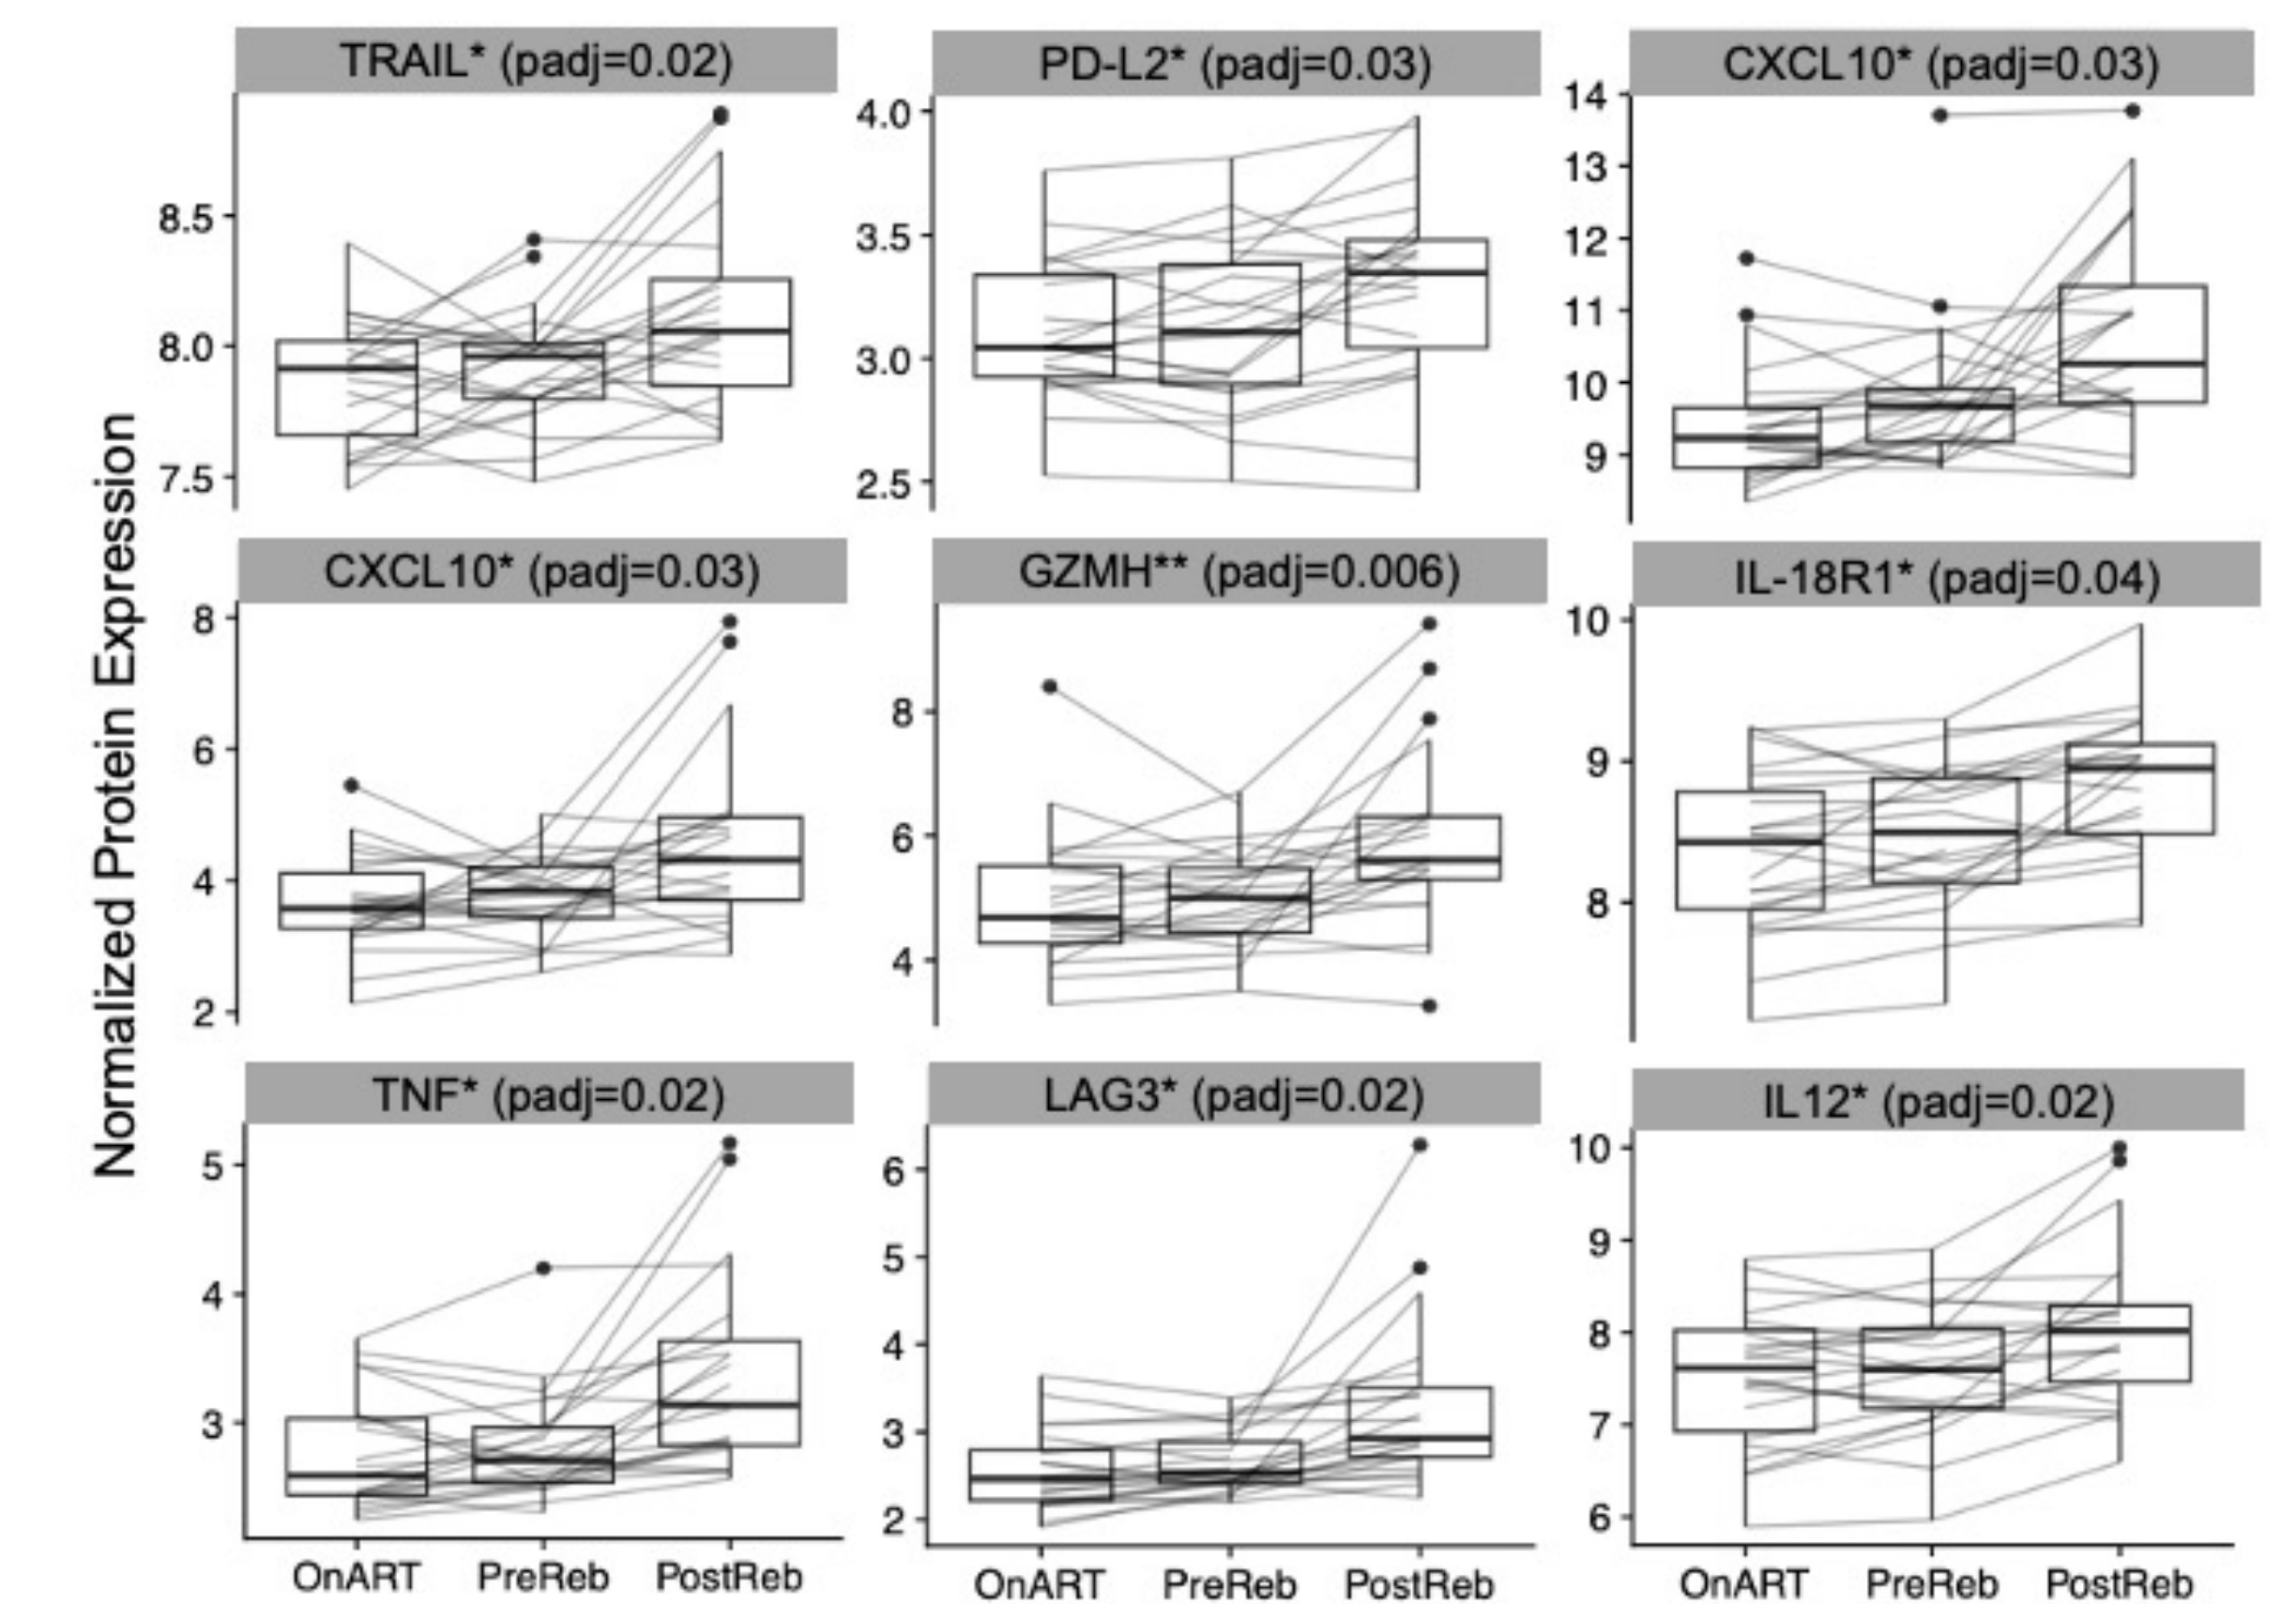 Normalized Protein Expression
TRAIL* (padj=0.02)
8.5
8.0
7.5
PD-L2* (padj=0.03)
4.0
3.5
3.0
2.5
CXCL10* (padj=0.03)
14
13
12
11
10
9
CXCL10* (padj=0.03)
8
6
4
2
GZMH** (padj=0.006)
8
6
4
IL-18R1* (padj=0.04)
10
9
8
TNF* (padj=0.02)
5
4
3
OnART PreReb PostReb
LAG3* (padj=0.02)
6
5
4
3
2
OnART PreReb PostReb
IL12* (padj=0.02)
10
9
8
7
6
OnART PreReb PostReb